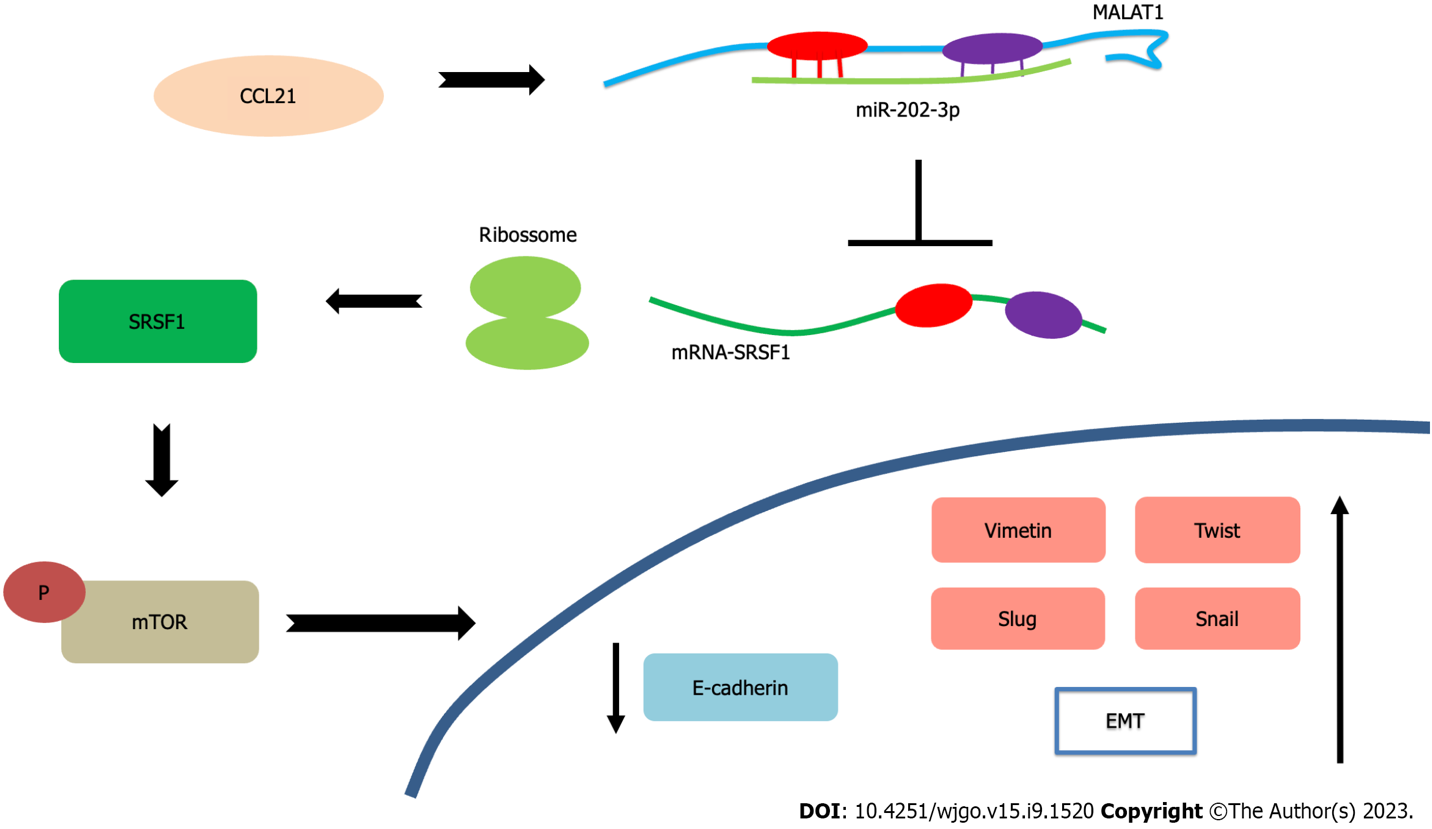 MALAT1
CCL21
miR-202-3p
Ribossome
SRSF1
mRNA-SRSF1
Vimetin
Twist
P
mTOR
Slug
Snail
E-cadherin
EMT
DOI: 10.4251/wjgo.v15.i9.1520 Copyright ©The Author(s) 2023.